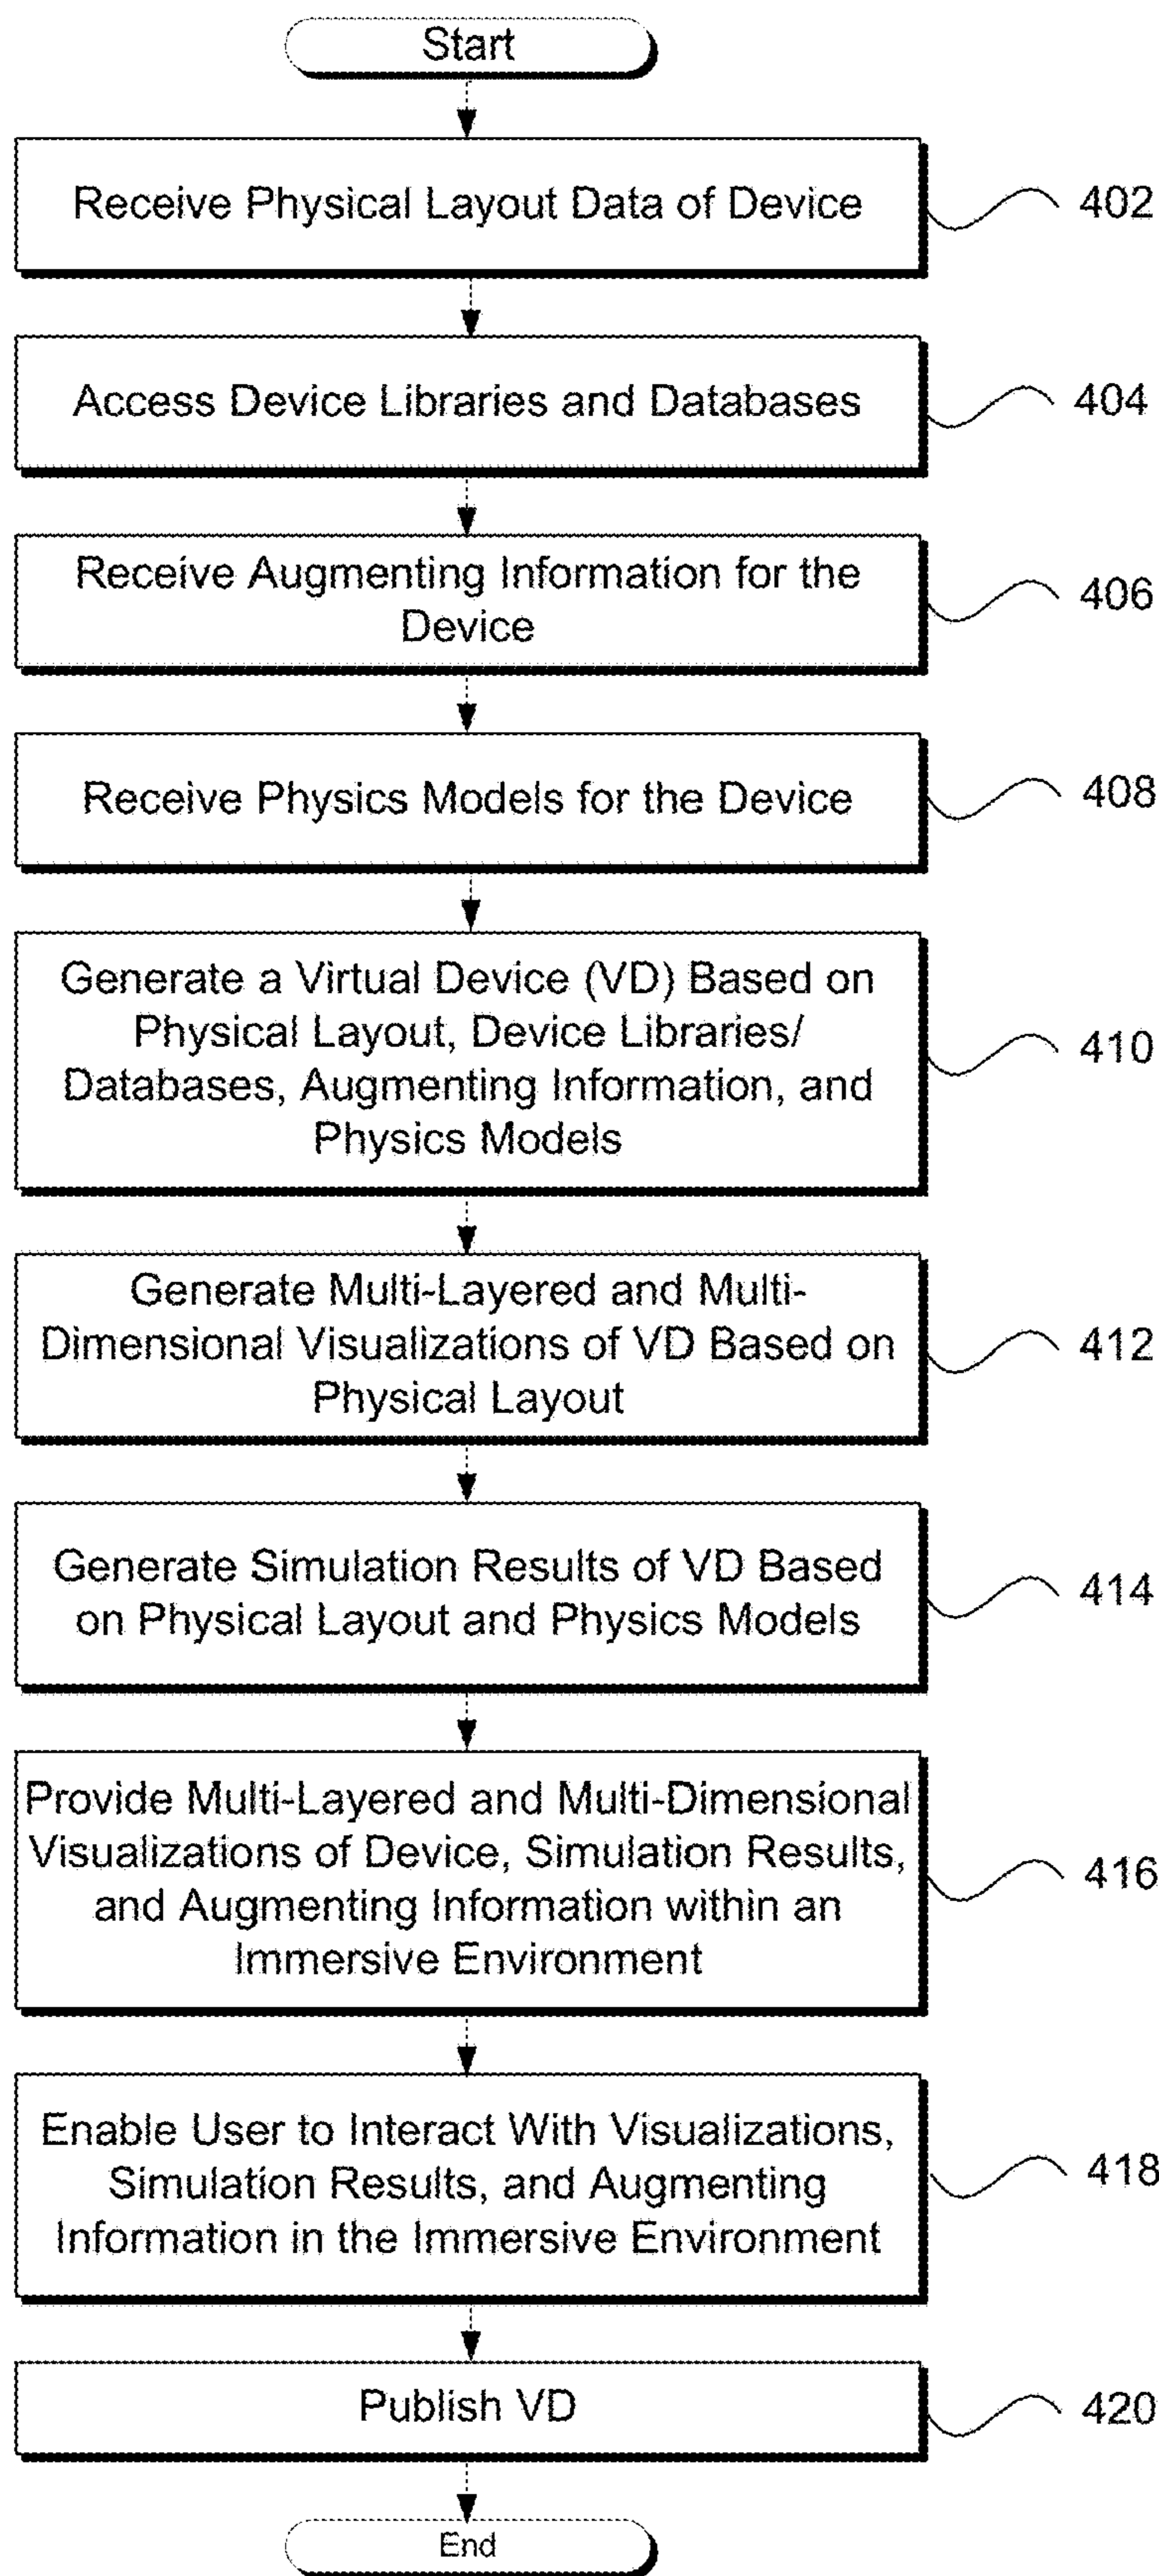 Start
Receive Physical Layout Data of Device
402
Access Device Libraries and Databases
404
Receive Augmenting Information for the
Device
406
Receive Physics Models for the Device
408
Generate a Virtual Device (VD) Based on
Physical Layout, Device Libraries/
Databases, Augmenting Information, and
Physics Models
410
Generate Multi-Layered and Multi-
Dimensional Visualizations of VD Based on
Physical Layout
412
Generate Simulation Results of VD Based
on Physical Layout and Physics Models
414
Provide Multi-Layered and Multi-Dimensional
Visualizations of Device, Simulation Results,
and Augmenting Information within an
Immersive Environment
416
Enable User to Interact With Visualizations,
Simulation Results, and Augmenting
Information in the Immersive Environment
418
Publish VD
420
End